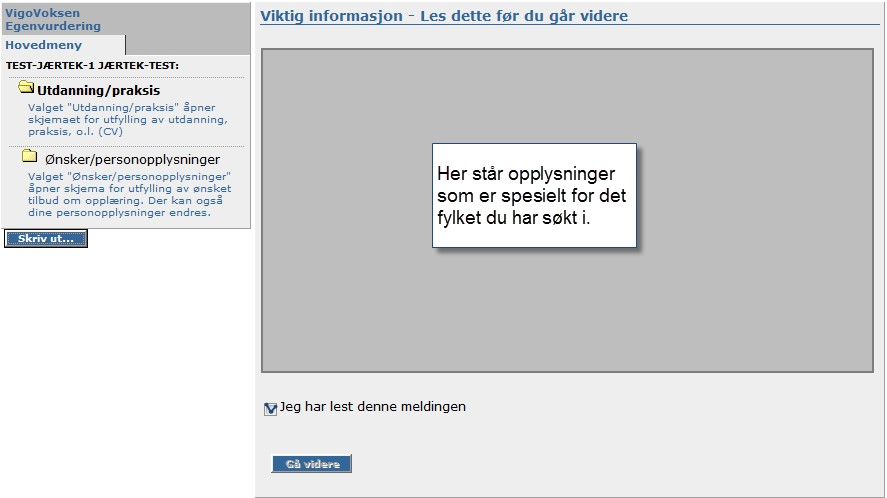 VigoVoksen
Egenvurdering
Hovedmeny
TEST-JÆRTEK-1 JÆRTEK-TEST:
Utdanning/praksis
Valget "Utdanning/praksis" åpner
skjemaet for utfylling av utdanning,
praksis, o.l. (CV)
Ønsker/personopplysninger
Valget "Ønsker/personopplysninger"
åpner skjema for utfylling av ønsket
tilbud om opplæring. Der kan også
dine personopplysninger endres.
Skriv ut...
Viktig informasjon - Les dette før du går videre
Her står opplysninger
som er spesielt for det
fylket du har søkt i.
Jeg har lest denne meldingen
Gå videre